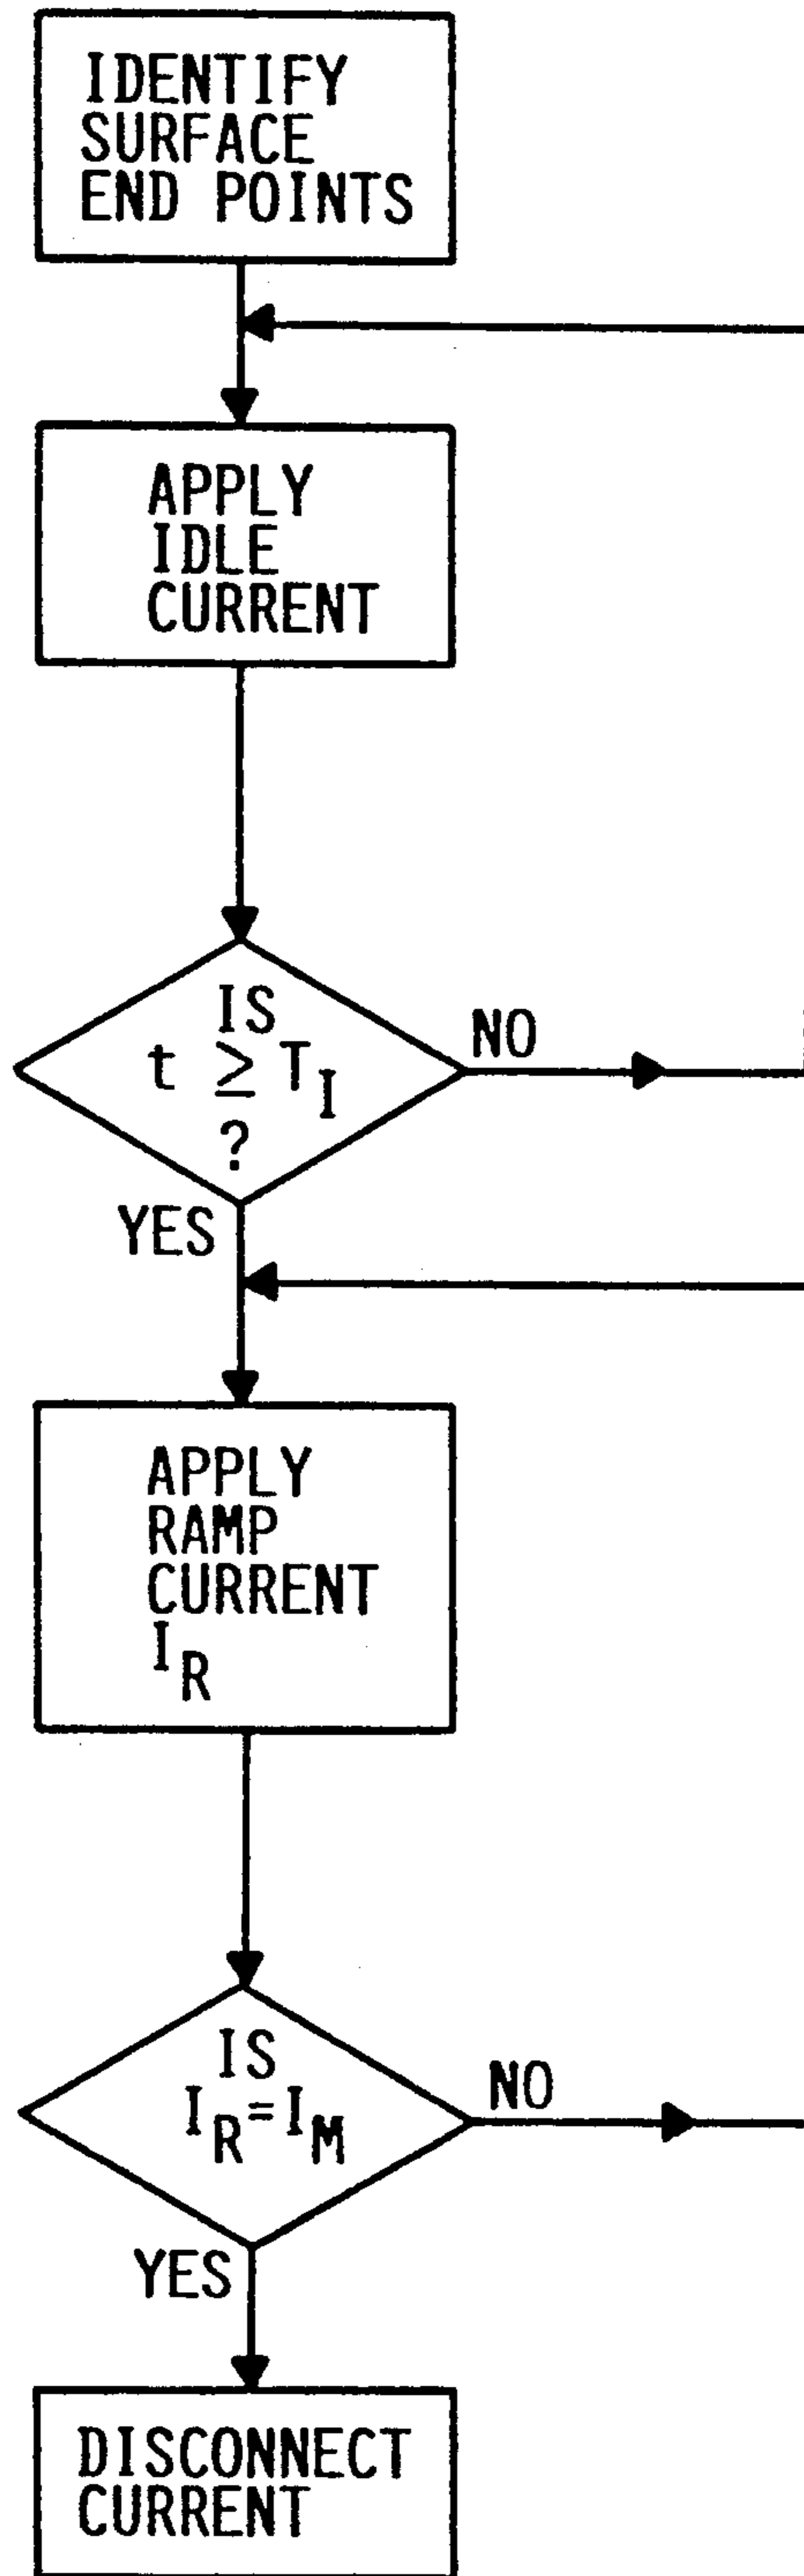 IDENTIFY
SURFACE
END POINTS
APPLY
IDLE
CURRENT
IS
t ≥ T_I
?
NO
YES
APPLY
RAMP
CURRENT
I_R
IS
I_R = I_M
NO
YES
DISCONNECT
CURRENT